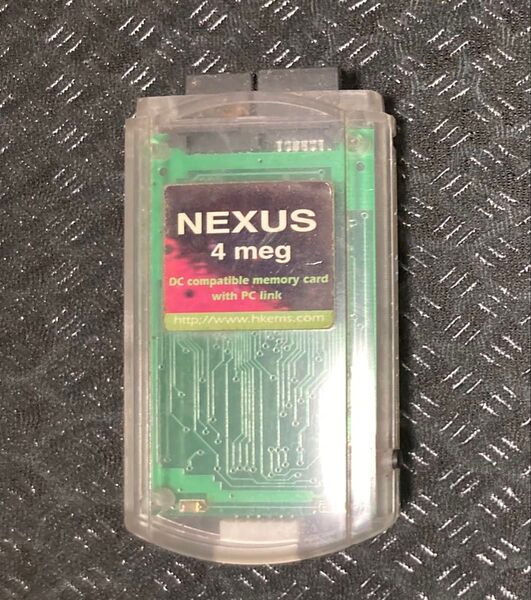 NEXUS
4 meg
DC compatible memory card
with PC link
http://www.hkems.com